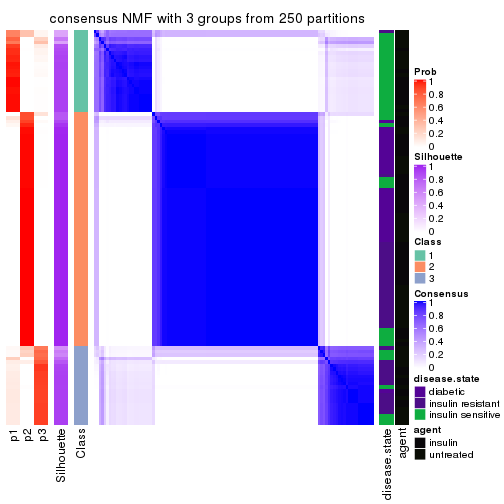 consensus NMF with 3 groups from 250 partitions
Prob
1
0.8
0.6
0.4
0.2
0
Silhouette
1
0.8
0.6
0.4
0.2
0
Class
1
2
3
Consensus
1
0.8
0.6
0.4
0.2
0
disease.state
diabetic
insulin resistant
insulin sensitive
agent
insulin
untreated
p1
p2
p3
Silhouette
Class
disease.state
agent